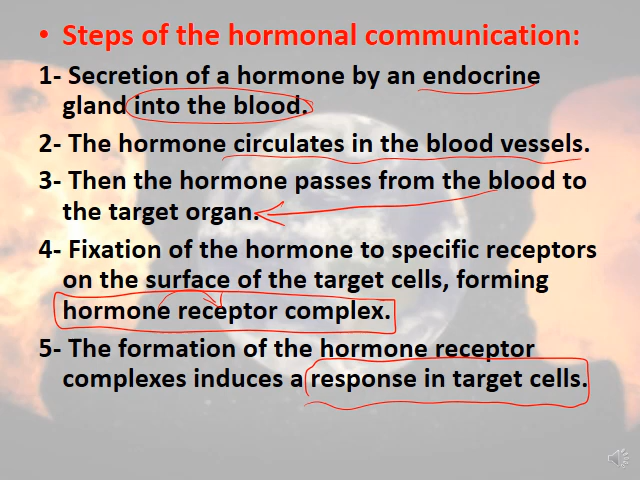 • Steps of the hormonal communication:
1- Secretion of a hormone by an endocrine
gland into the blood.
2- The hormone circulates in the blood vessels.
3- Then the hormone passes from the blood to
the target organ.
4- Fixation of the hormone to specific receptors
on the surface of the target cells, forming
hormone receptor complex.
5- The formation of the hormone receptor
complexes induces a response in target cells.